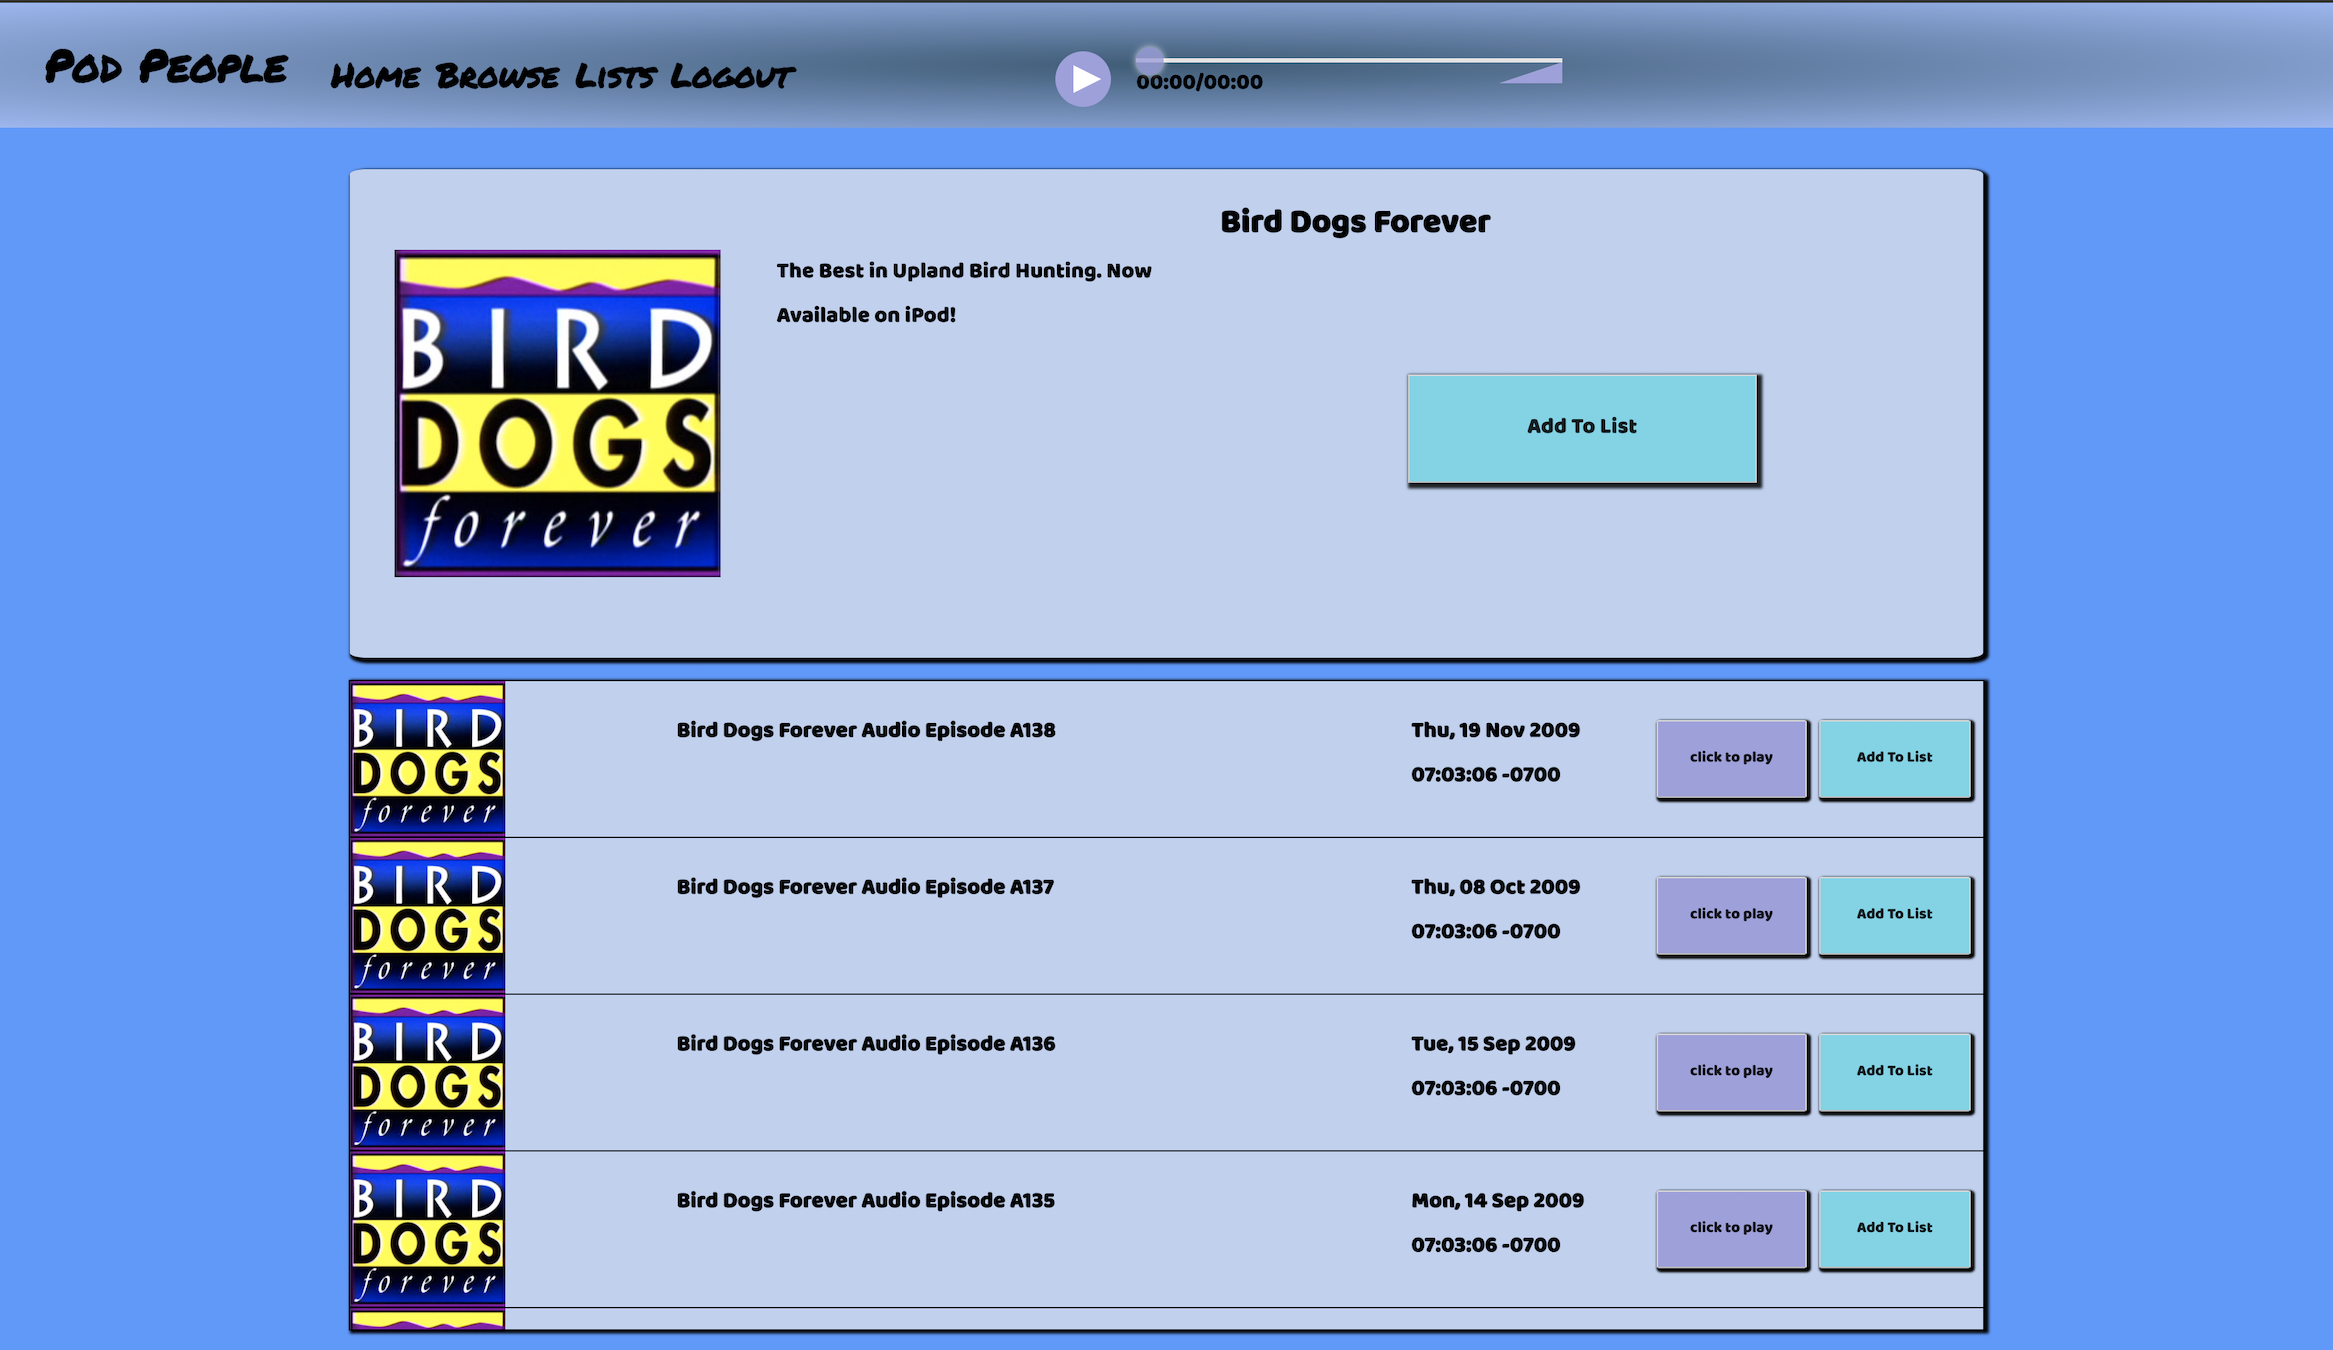 Pod People Home Browse Lists Logout
00:00/00:00
Bird Dogs Forever
BIRD
DOGS
forever
The Best in Upland Bird Hunting. Now
Available on iPod!
Add To List
BIRD
DOGS
forever
Bird Dogs Forever Audio Episode A138
Thu, 19 Nov 2009
07:03:06 -0700
click to play
Add To List
BIRD
DOGS
forever
Bird Dogs Forever Audio Episode A137
Thu, 08 Oct 2009
07:03:06 -0700
click to play
Add To List
BIRD
DOGS
forever
Bird Dogs Forever Audio Episode A136
Tue, 15 Sep 2009
07:03:06 -0700
click to play
Add To List
BIRD
DOGS
forever
Bird Dogs Forever Audio Episode A135
Mon, 14 Sep 2009
07:03:06 -0700
click to play
Add To List